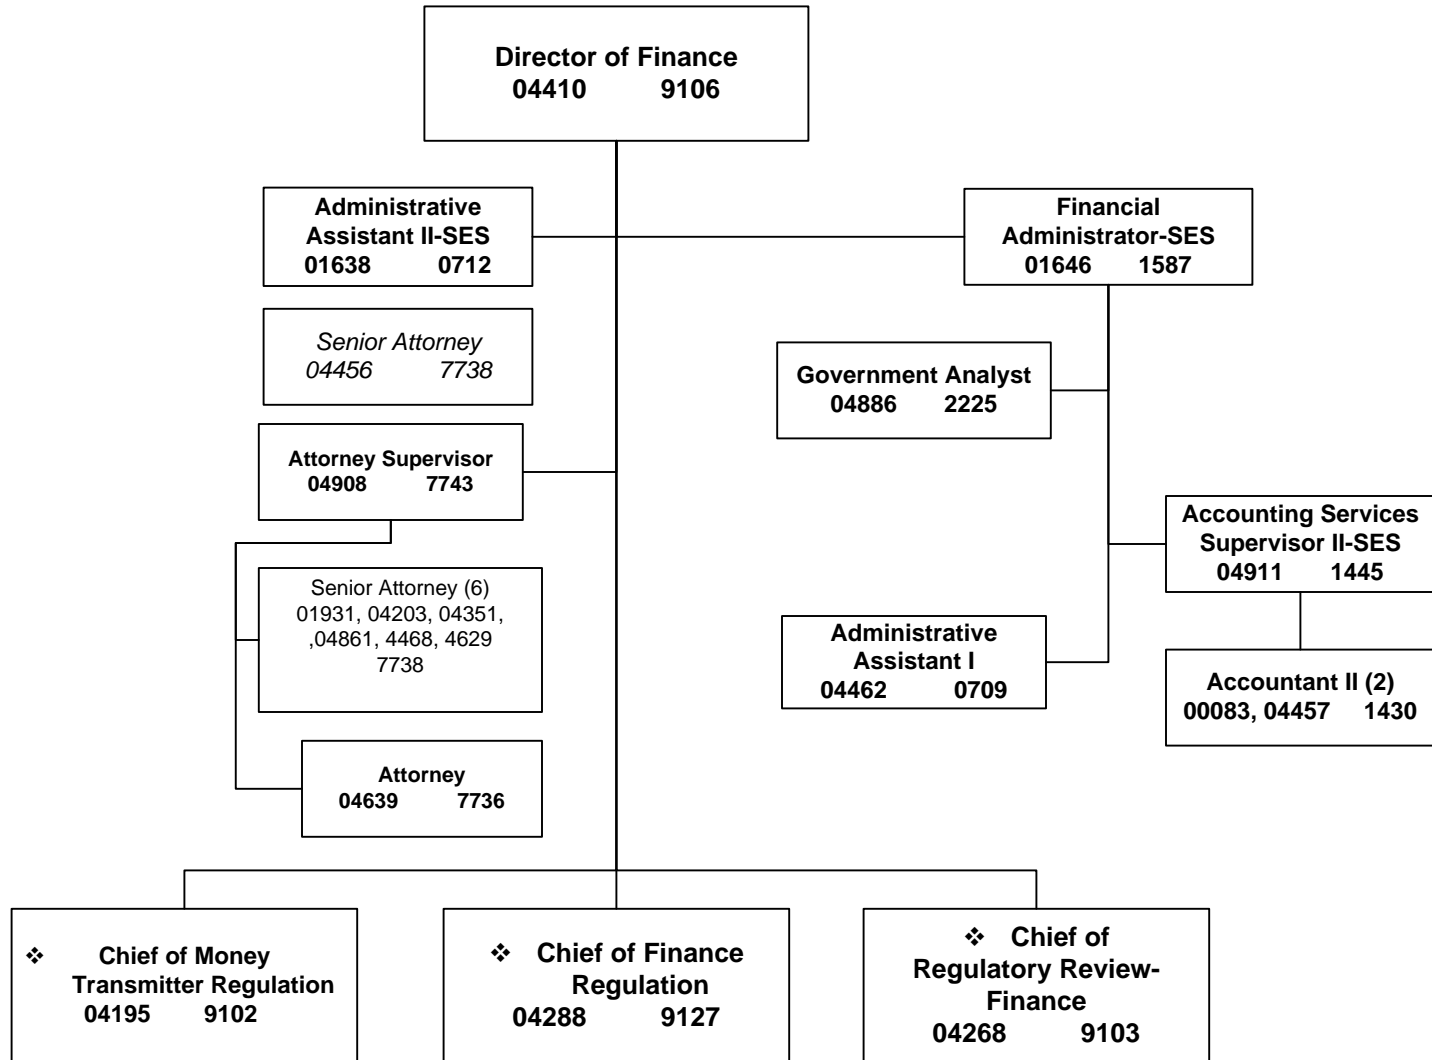 Director of Finance
04410 9106
Administrative
Assistant II-SES
01638 0712
Financial
Administrator-SES
01646 1587
Senior Attorney
04456 7738
Government Analyst
04886 2225
Attorney Supervisor
04908 7743
Accounting Services
Supervisor II-SES
04911 1445
Senior Attorney (6)
01931, 04203, 04351,
,04861, 4468, 4629
7738
Administrative
Assistant I
04462 0709
Accountant II (2)
00083, 04457 1430
Attorney
04639 7736
❖ Chief of Money
Transmitter Regulation
04195 9102
❖ Chief of Finance
Regulation
04288 9127
❖ Chief of
Regulatory Review-
Finance
04268 9103